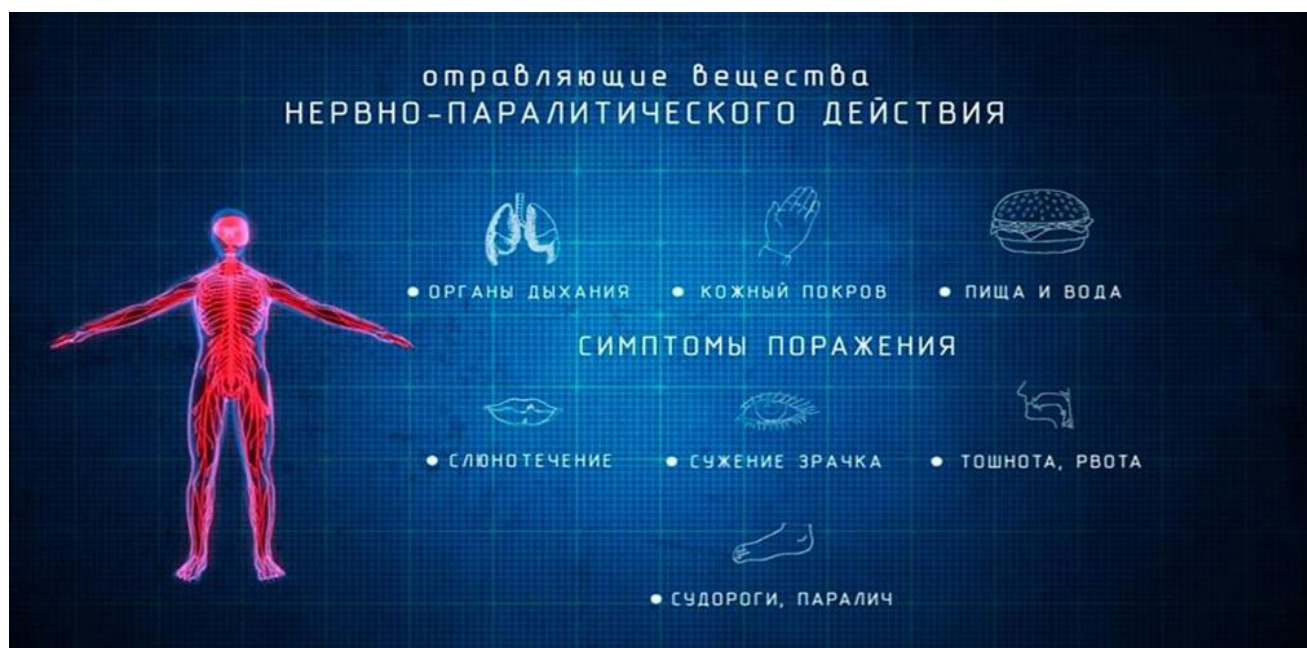 отравляющие вещества
НЕРВНО-ПАРАЛИТИЧЕСКОГО ДЕЙСТВИЯ
• ОРГАНЫ ДЫХАНИЯ • КОЖНЫЙ ПОКРОВ • ПИЩА И ВОДА
СИМПТОМЫ ПОРАЖЕНИЯ
• СЛЮНОТЕЧЕНИЕ • СУЖЕНИЕ ЗРАЧКА • ТОШНОТА, РВОТА
• СУДОРОГИ, ПАРАЛИЧ